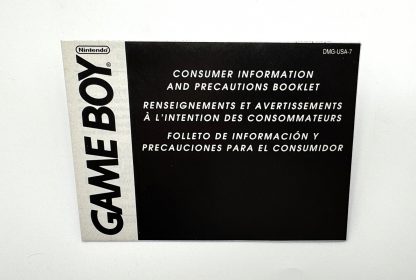 Nintendo
GAME BOY
DMG-USA-7
CONSUMER INFORMATION
AND PRECAUTIONS BOOKLET
RENSEIGNEMENTS ET AVERTISSEMENTS
À L'INTENTION DES CONSOMMATEURS
FOLLETO DE INFORMACIÓN Y
PRECAUCIONES PARA EL CONSUMIDOR